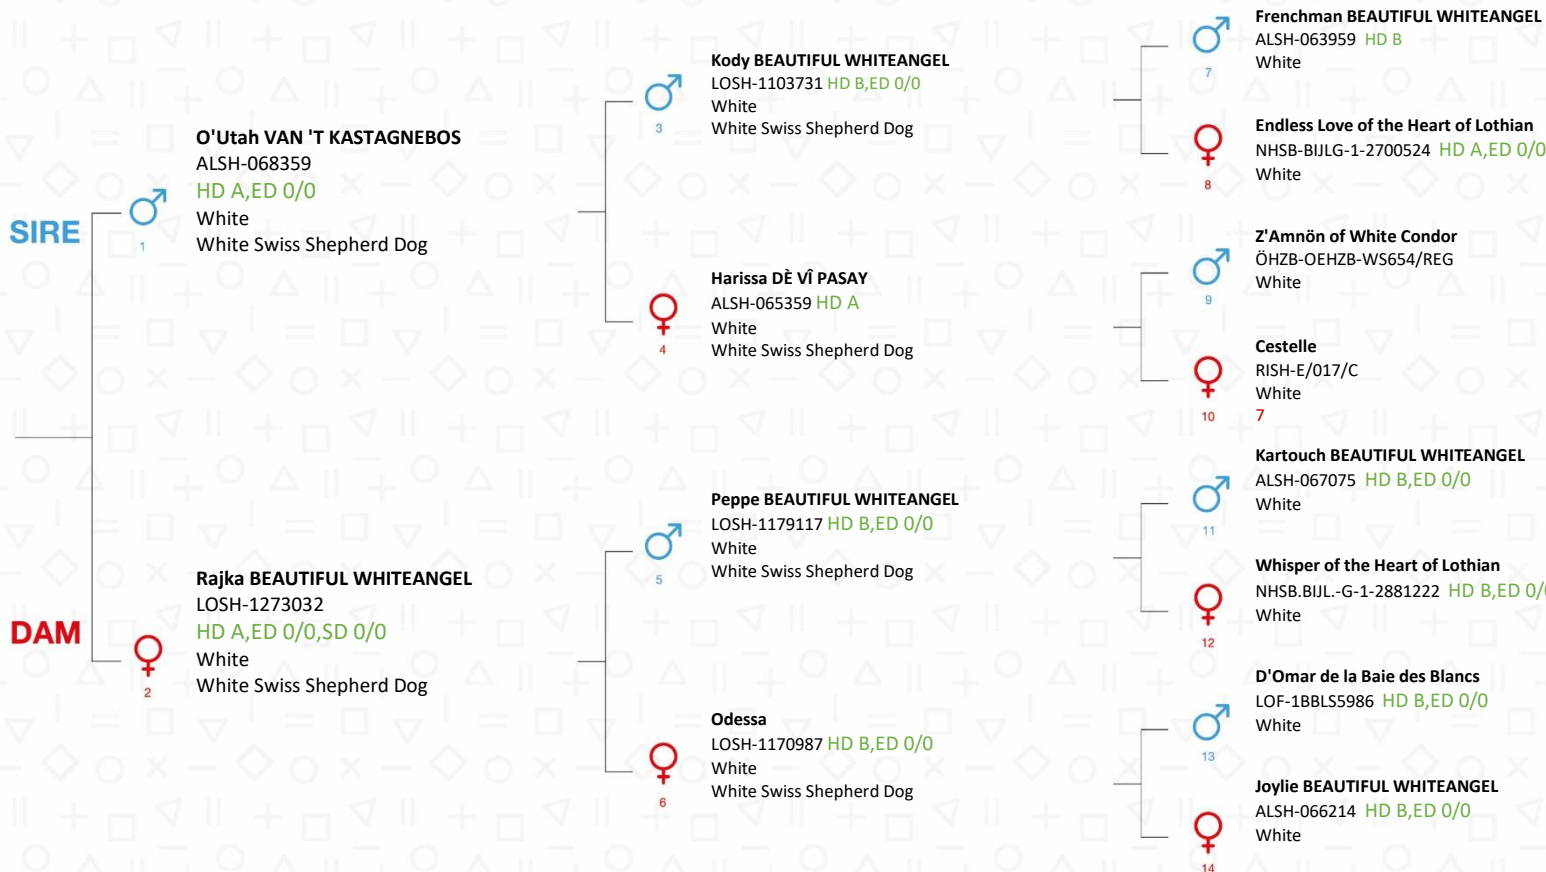 SIRE
1
O'Utah VAN 'T KASTAGNEBOS
ALSH-068359
HD A,ED 0/0
White
White Swiss Shepherd Dog
DAM
2
Rajka BEAUTIFUL WHITEANGEL
LOSH-1273032
HD A,ED 0/0,SD 0/0
White
White Swiss Shepherd Dog
3
Kody BEAUTIFUL WHITEANGEL
LOSH-1103731 HD B,ED 0/0
White
White Swiss Shepherd Dog
4
Harissa DÈ VÎ PASAY
ALSH-065359 HD A
White
White Swiss Shepherd Dog
5
Peppe BEAUTIFUL WHITEANGEL
LOSH-1179117 HD B,ED 0/0
White
White Swiss Shepherd Dog
6
Odessa
LOSH-1170987 HD B,ED 0/0
White
White Swiss Shepherd Dog
7
Frenchman BEAUTIFUL WHITEANGEL
ALSH-063959 HD B
White
8
Endless Love of the Heart of Lothian
NHSB-BIJLG-1-2700524 HD A,ED 0/0
White
9
Z'Amnön of White Condor
ÖHZB-OEHZB-WS654/REG
White
10
Cestelle
RISH-E/017/C
White
7
11
Kartouch BEAUTIFUL WHITEANGEL
ALSH-067075 HD B,ED 0/0
White
12
Whisper of the Heart of Lothian
NHSB.BIJL.-G-1-2881222 HD B,ED 0/0
White
13
D'Omar de la Baie des Blancs
LOF-1BBLS5986 HD B,ED 0/0
White
14
Joylie BEAUTIFUL WHITEANGEL
ALSH-066214 HD B,ED 0/0
White